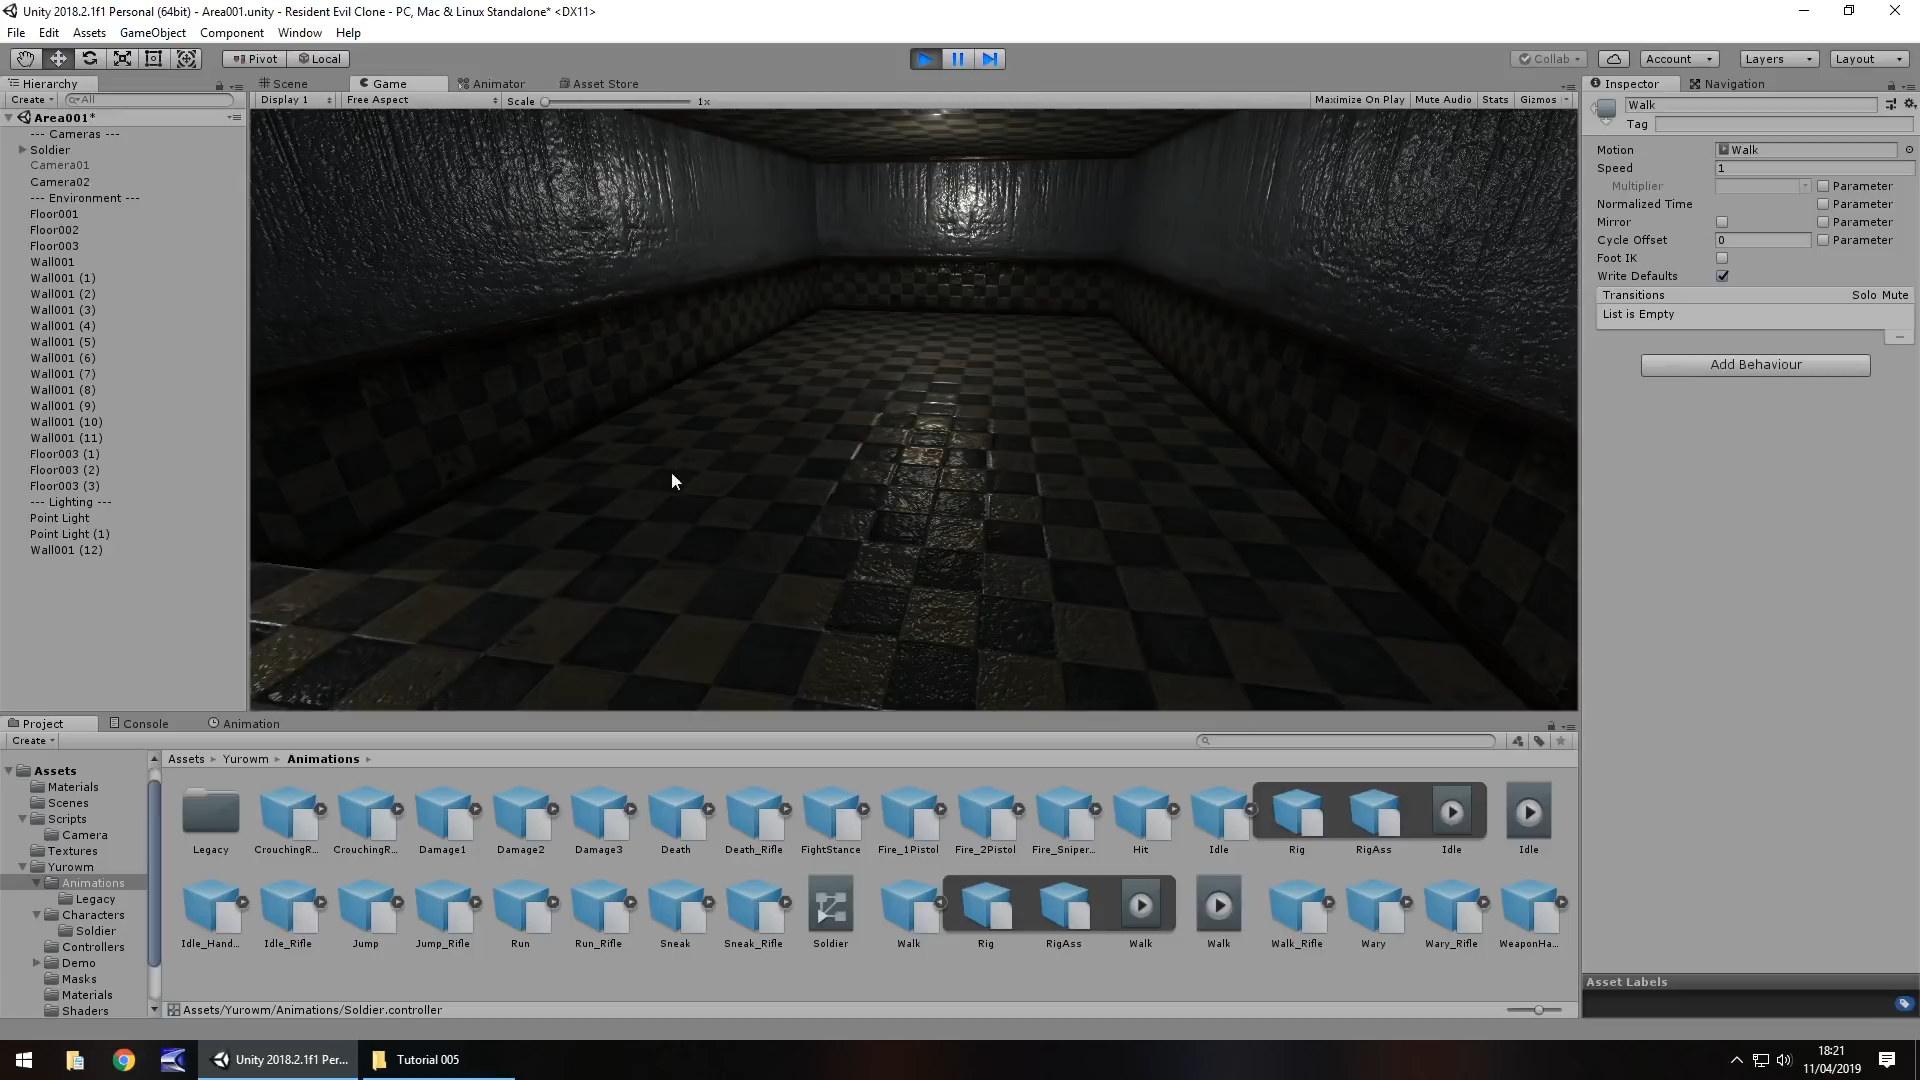 Unity 2018.2.1f1 Personal (64bit) - Area001.unity - Resident Evil Clone - PC, Mac & Linux Standalone* <DX11>
File Edit Assets GameObject Component Window Help
Pivot Local Collab Account Layers Layout
Hierarchy Scene Game Animator Asset Store Inspector Navigation
Create All Display 1 Free Aspect Scale 1x Maximize On Play Mute Audio Stats Gizmos
Walk
Tag
Area001*
--- Cameras ---
Soldier
Camera01
Camera02
--- Environment ---
Floor001
Floor002
Floor003
Wall001
Wall001 (1)
Wall001 (2)
Wall001 (3)
Wall001 (4)
Wall001 (5)
Wall001 (6)
Wall001 (7)
Wall001 (8)
Wall001 (9)
Wall001 (10)
Wall001 (11)
Floor003 (1)
Floor003 (2)
Floor003 (3)
--- Lighting ---
Point Light
Point Light (1)
Wall001 (12)
Motion Walk
Speed 1
Multiplier Parameter
Normalized Time Parameter
Mirror Parameter
Cycle Offset 0 Parameter
Foot IK
Write Defaults
Transitions Solo Mute
List is Empty
Add Behaviour
Project Console Animation
Create
Assets
Materials
Scenes
Scripts
Camera
Textures
Yurowm
Animations
Legacy
Characters
Soldier
Controllers
Demo
Masks
Materials
Shaders
Assets Yurowm Animations
Legacy CrouchingR... CrouchingR... Damage1 Damage2 Damage3 Death Death_Rifle FightStance Fire_1Pistol Fire_2Pistol Fire_Sniper... Hit Idle Rig RigAss Idle Idle
Idle_Hand... Idle_Rifle Jump Jump_Rifle Run Run_Rifle Sneak Sneak_Rifle Soldier Walk Rig RigAss Walk Walk Walk_Rifle Wary Wary_Rifle WeaponHa...
Assets/Yurowm/Animations/Soldier.controller
Asset Labels
Unity 2018.2.1f1 Per... Tutorial 005
18:21
11/04/2019